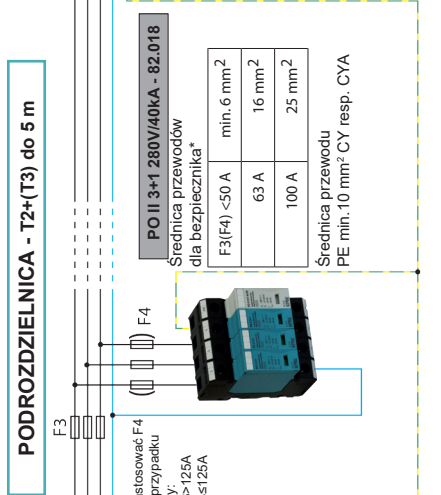 PODROZDZIELNICA - T2+(T3) do 5 m
F3
F4
PO II 3+1 280V/40kA - 82.018
Średnica przewodów
dla bezpiecznika*
F3(F4) <50 A min. 6 mm²
63 A 16 mm²
100 A 25 mm²
Średnica przewodu
PE min.10 mm² CY resp. CYA
stosować F4
przypadku
y:
>125A
≤125A